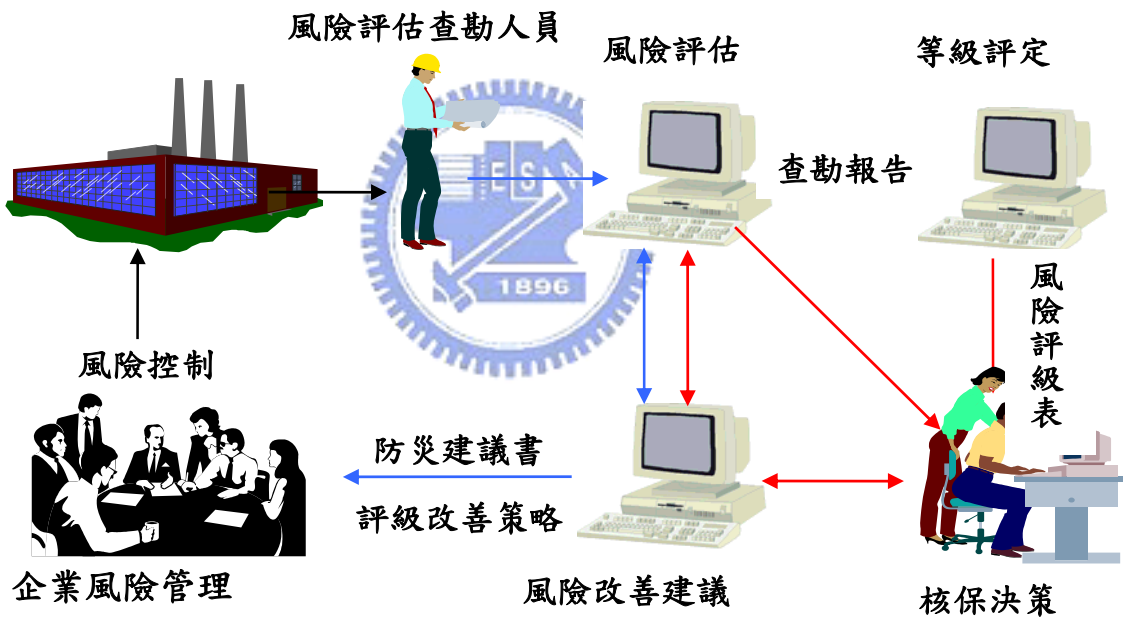 風險評估查勘人員
風險評估
等級評定
查勘報告
ES
1896
風險評級表
風險控制
防災建議書
評級改善策略
企業風險管理
風險改善建議
核保決策